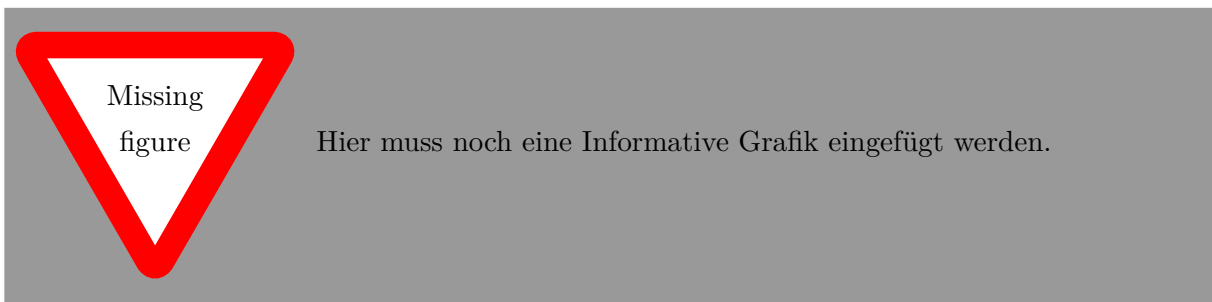 Missing
figure
Hier muss noch eine Informative Grafik eingefügt werden.